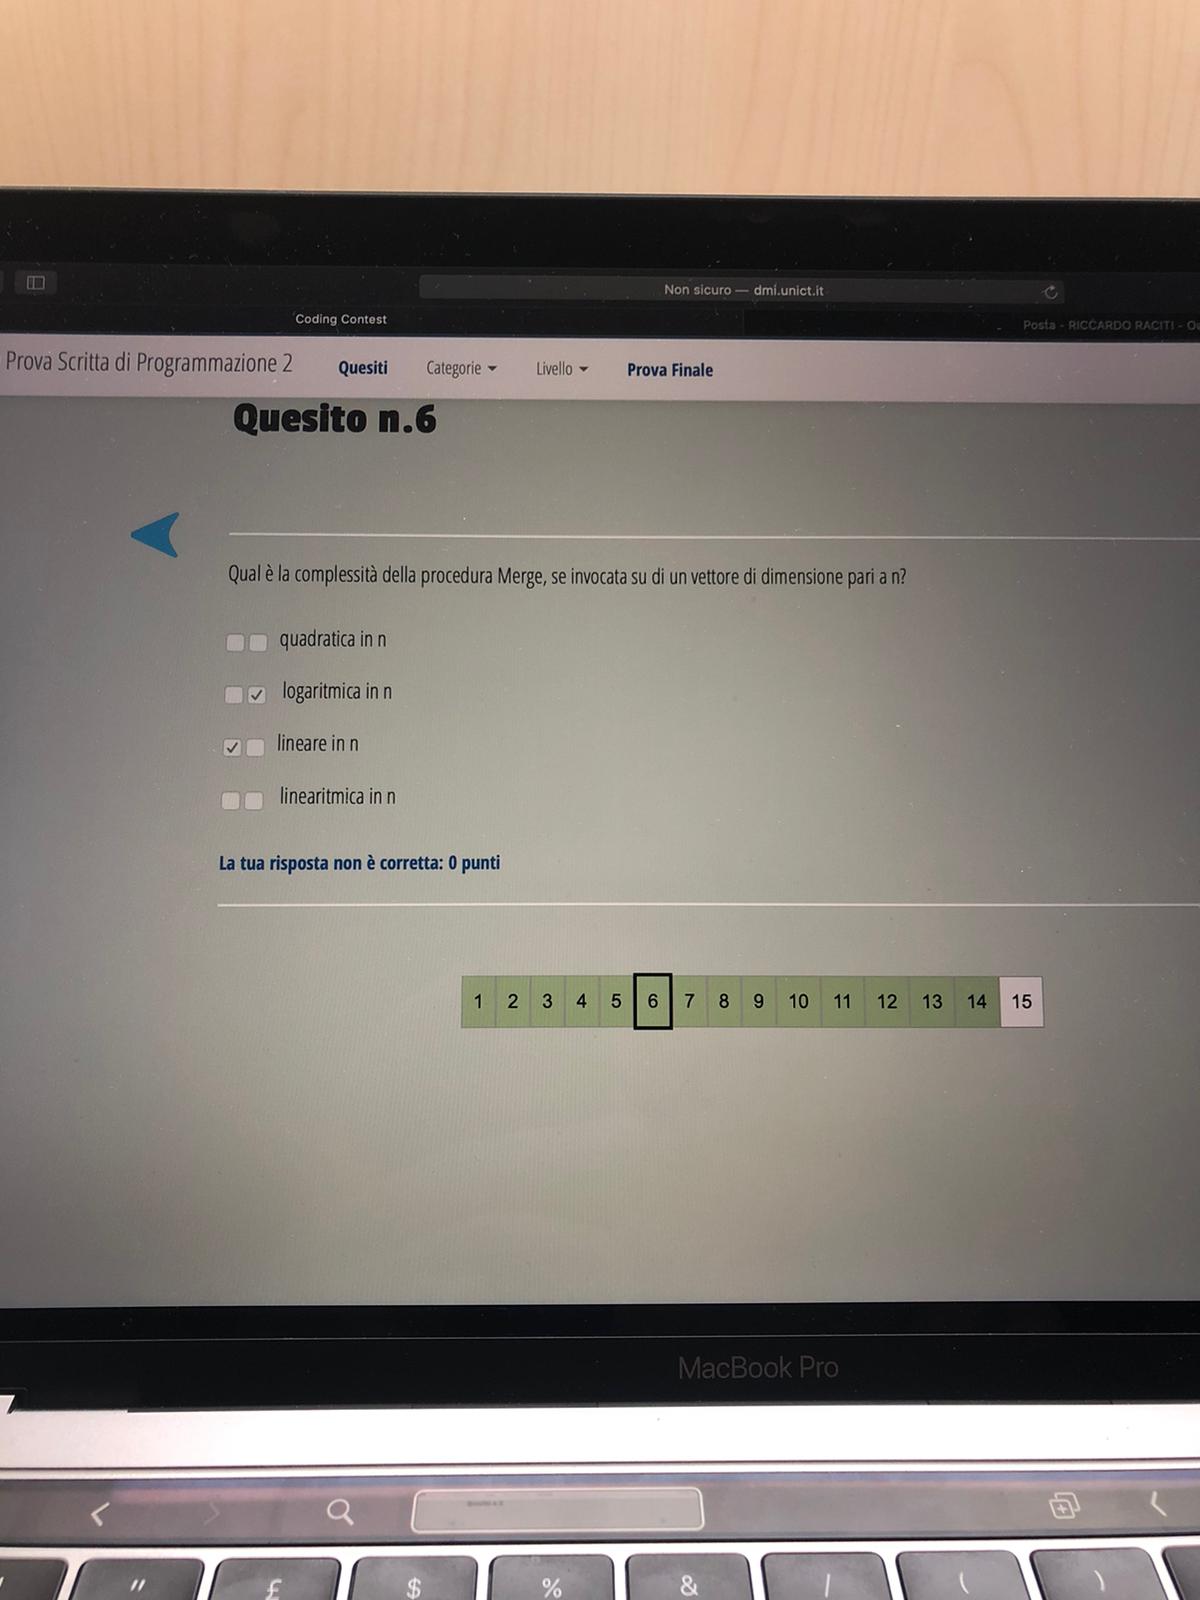 Non sicuro — dmi.unict.it
Coding Contest
Posta - RICCARDO RACITI - Ou
Prova Scritta di Programmazione 2 Quesiti Categorie Livello Prova Finale
Quesito n.6
Qual è la complessità della procedura Merge, se invocata su di un vettore di dimensione pari a n?
quadratica in n
logaritmica in n
lineare in n
linearitmica in n
La tua risposta non è corretta: 0 punti
1 2 3 4 5 6 7 8 9 10 11 12 13 14 15
MacBook Pro
" £ $ % & / ( )